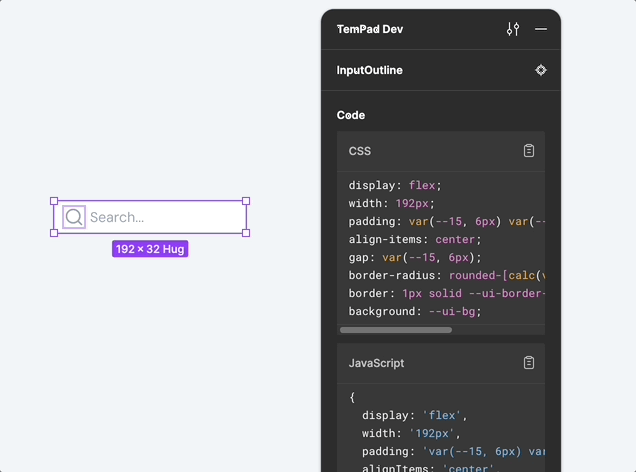 TemPad Dev
InputOutline
Code
CSS
display: flex;
width: 192px;
padding: var(--15, 6px) var(--
align-items: center;
gap: var(--15, 6px);
border-radius: rounded-[calc(v
border: 1px solid --ui-border-
background: --ui-bg;
JavaScript
{
display: 'flex',
width: '192px',
padding: 'var(--15, 6px) var
alignItems: 'center',
Search...
192 × 32 Hug